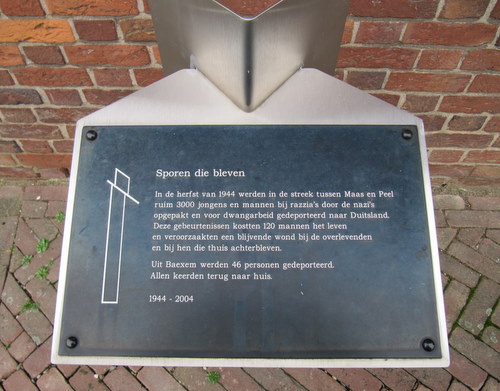 Sporen die bleven
In de herfst van 1944 werden in de streek tussen Maas en Peel
ruim 3000 jongens en mannen bij razzia's door de nazi's
opgepakt en voor dwangarbeid gedeporteerd naar Duitsland.
Deze gebeurtenissen kostten 120 mannen het leven
en veroorzaakten een blijvende wond bij de overlevenden
en bij hen die thuis achterbleven.
Uit Baexem werden 46 personen gedeporteerd.
Allen keerden terug naar huis.
1944 - 2004